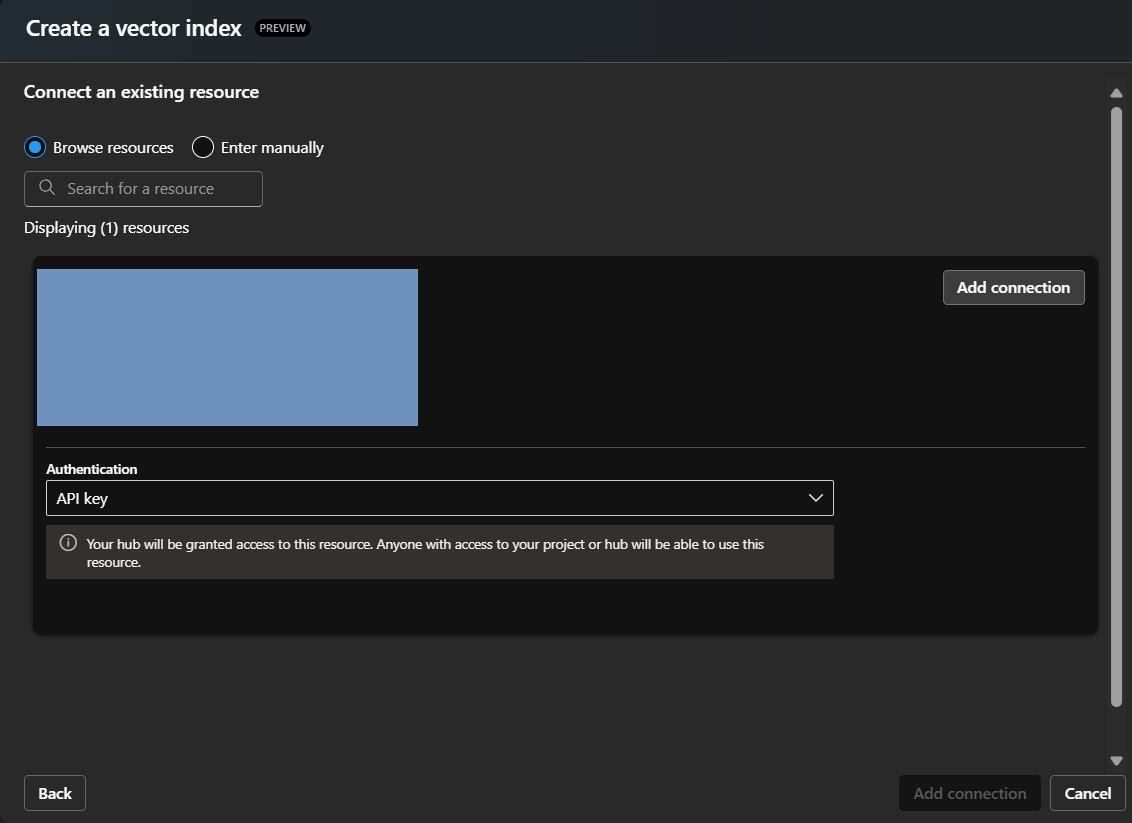 Create a vector index PREVIEW
Connect an existing resource
Browse resources Enter manually
Search for a resource
Displaying (1) resources
Add connection
Authentication
API key
Your hub will be granted access to this resource. Anyone with access to your project or hub will be able to use this
resource.
Back Add connection Cancel